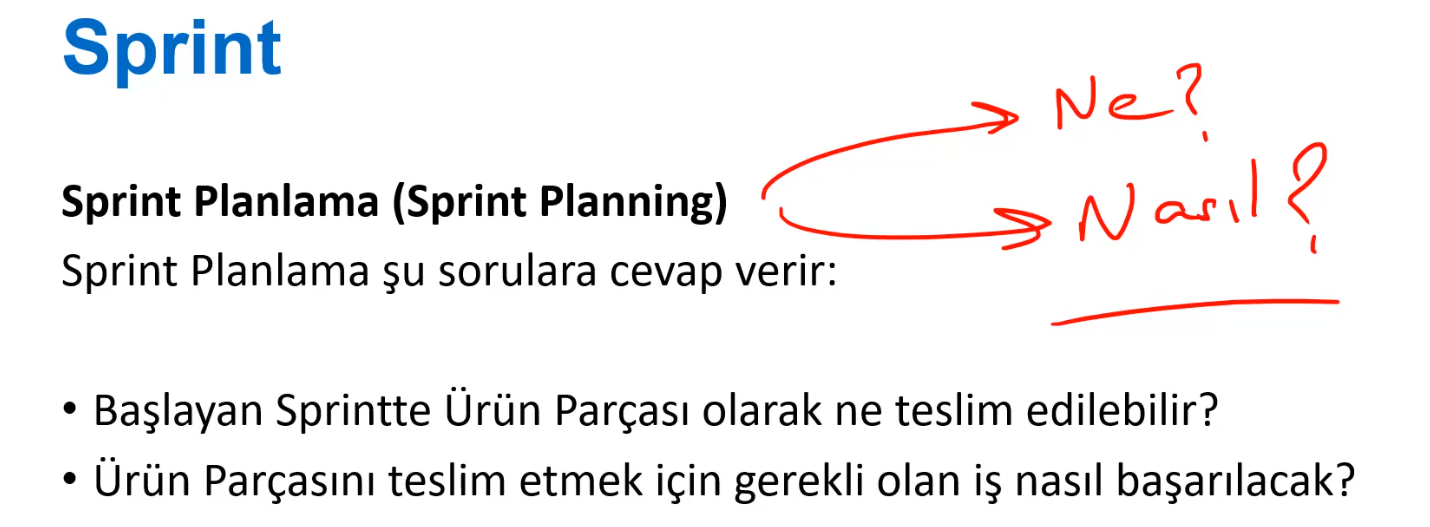 Sprint
Ne?
Sprint Planlama (Sprint Planning)
Nasıl?
Sprint Planlama şu sorulara cevap verir:
• Başlayan Sprintte Ürün Parçası olarak ne teslim edilebilir?
• Ürün Parçasını teslim etmek için gerekli olan iş nasıl başarılacak?